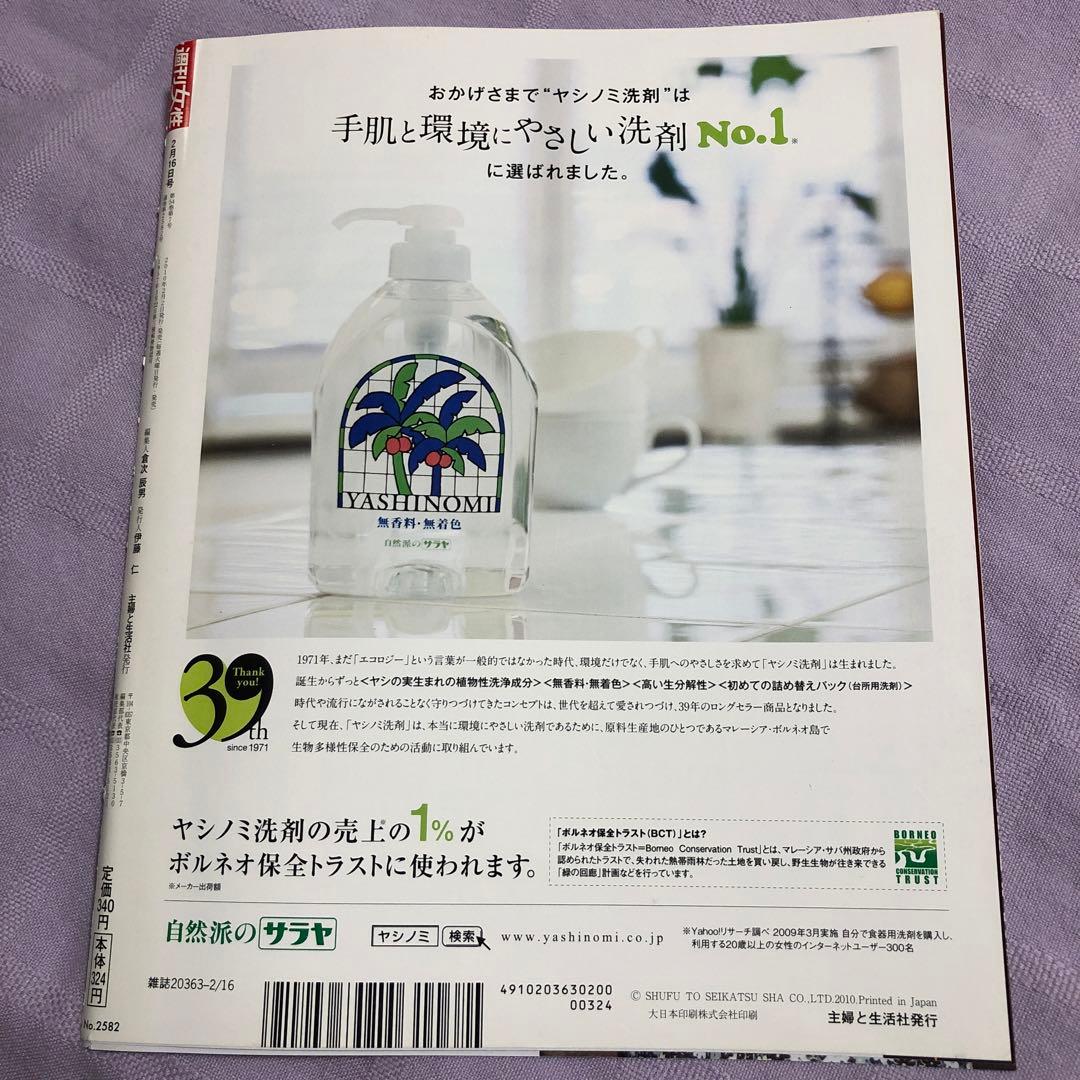 おかげさまで“ヤシノミ洗剤”は
手肌と環境にやさしい洗剤 No.1※
に選ばれました。
YASHINOMI
無香料・無着色
自然派のサラヤ
39th
Thank you!
since 1971
1971年、まだ「エコロジー」という言葉が一般的ではなかった時代、環境だけでなく、手肌へのやさしさを求めて「ヤシノミ洗剤」は生まれました。
誕生からずっと<ヤシの実生まれの植物性洗浄成分><無香料・無着色><高い生分解性><初めての詰め替えパック(台所用洗剤)>
時代や流行にながされることなく守りつづけてきたコンセプトは、世代を超えて愛されつづけ、39年のロングセラー商品となりました。
そして現在、「ヤシノミ洗剤」は、本当に環境にやさしい洗剤であるために、原料生産地のひとつであるマレーシア・ボルネオ島で
生物多様性保全のための活動に取り組んでいます。
ヤシノミ洗剤の売上※の1%が
ボルネオ保全トラストに使われます。
※メーカー出荷額
「ボルネオ保全トラスト(BCT)」とは?
「ボルネオ保全トラスト=Borneo Conservation Trust」とは、マレーシア・サバ州政府から
認められたトラストで、失われた熱帯雨林だった土地を買い戻し、野生生物が往き来できる
「緑の回廊」計画などを行っています。
BORNEO
CONSERVATION
TRUST
自然派のサラヤ
ヤシノミ 検索
www.yashinomi.co.jp
※Yahoo!リサーチ調べ 2009年3月実施 自分で食器用洗剤を購入し、
利用する20歳以上の女性のインターネットユーザー300名
雑誌20363-2/16
4910203630200
00324
© SHUFU TO SEIKATSU SHA CO.,LTD.2010.Printed in Japan
大日本印刷株式会社印刷
主婦と生活社発行
週刊女性
2月16日号
編集人 倉次辰男 発行人 伊藤 仁
主婦と生活社発行
定価340円 本体324円
No.2582